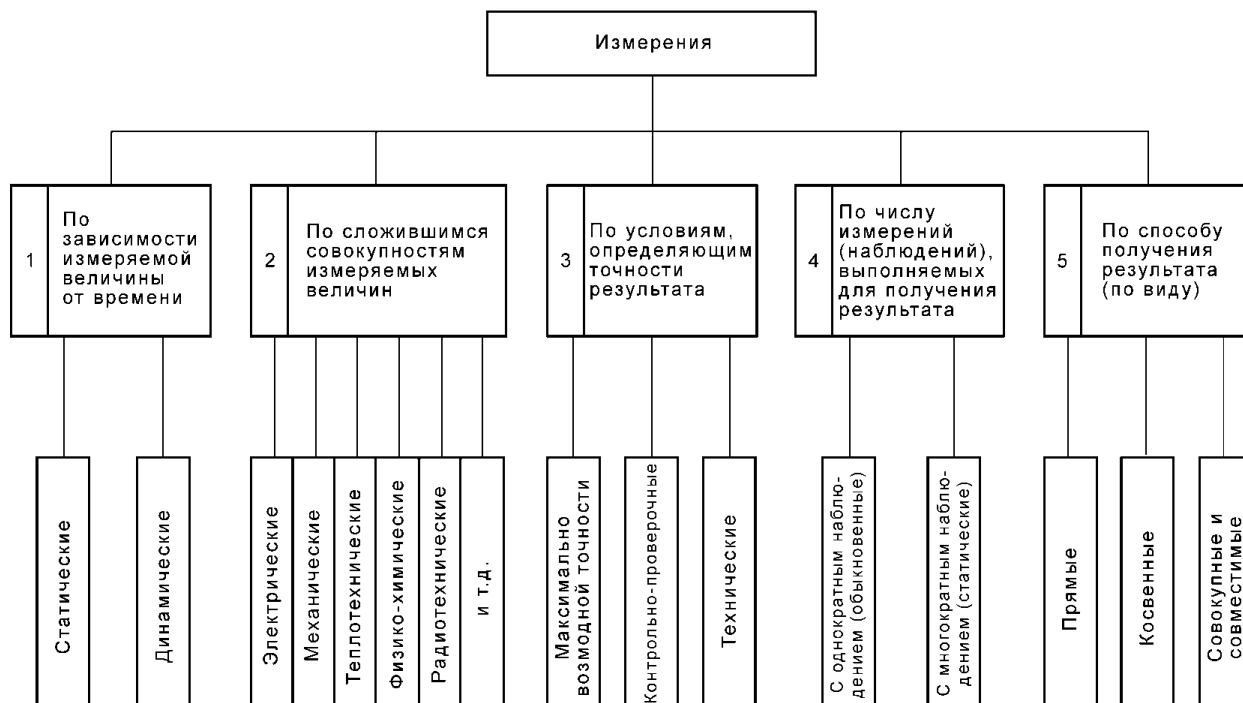 Измерения
1
По
зависимости
измеряемой
величины
от времени
2
По сложившимся
совокупностям
измеряемых
величин
3
По условиям,
определяющим
точности
результата
4
По числу
измерений
(наблюдений),
выполняемых
для получения
результата
5
По способу
получения
результата
(по виду)
Статические
Динамические
Электрические
Механические
Теплотехнические
Физико-химические
Радиотехнические
и т.д.
Максимально
возмодной точности
Контрольно-проверочные
Технические
С однократным наблю-
дением (обыкновенные)
С многократным наблю-
дением (статические)
Прямые
Косвенные
Совокупные и
совместимые